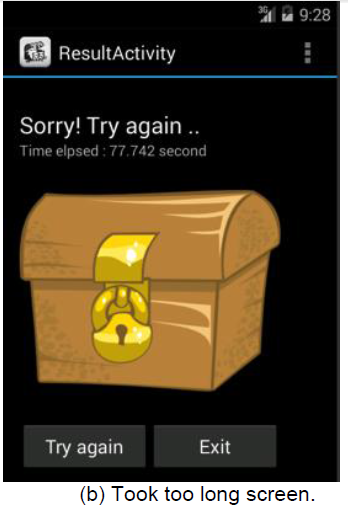 3G 9:28
ResultActivity
Sorry! Try again ..
Time elpsed : 77.742 second
Try again
Exit
(b) Took too long screen.